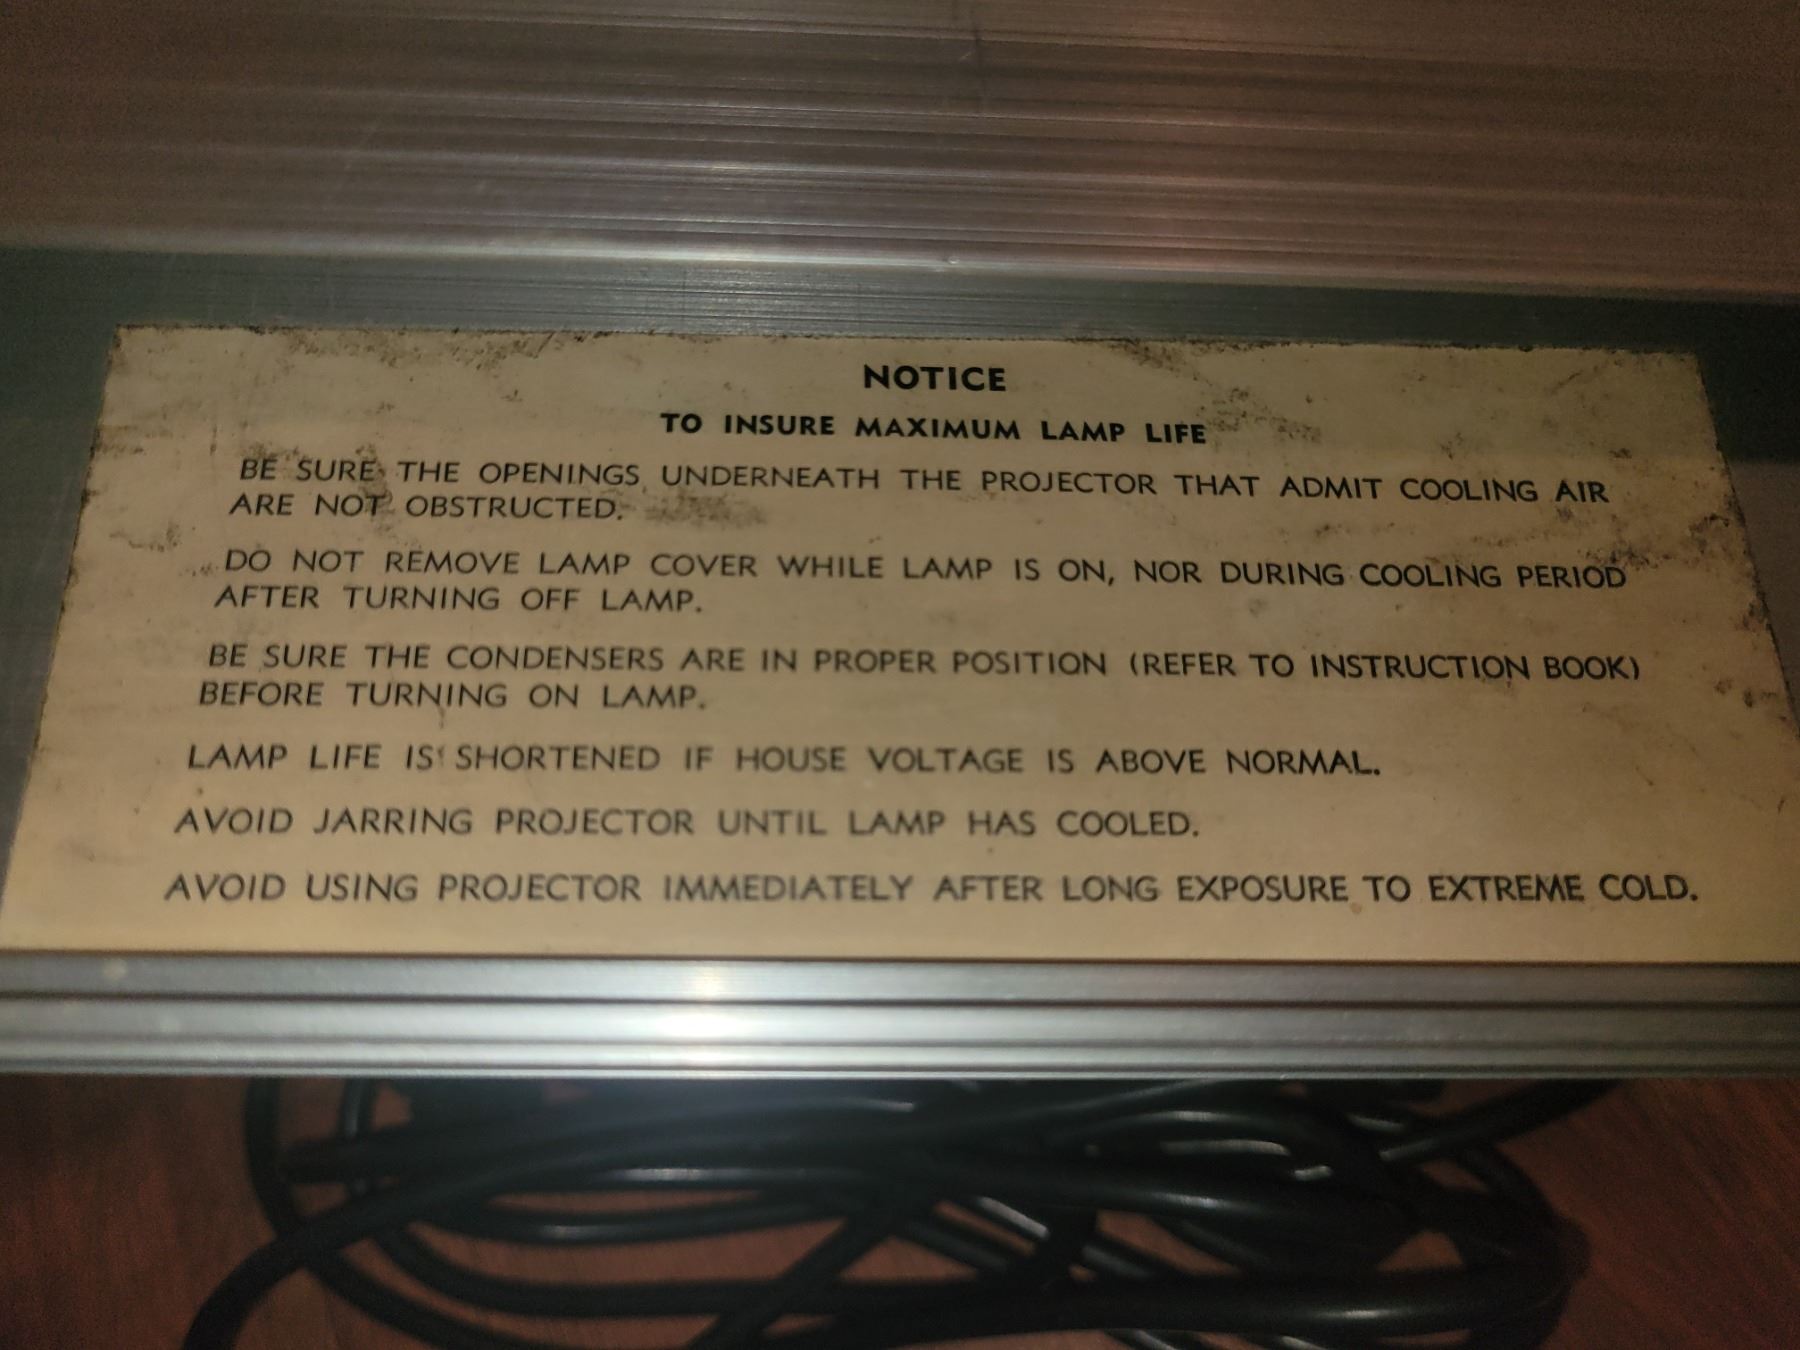 NOTICE
TO INSURE MAXIMUM LAMP LIFE
BE SURE THE OPENINGS UNDERNEATH THE PROJECTOR THAT ADMIT COOLING AIR
ARE NOT OBSTRUCTED.
DO NOT REMOVE LAMP COVER WHILE LAMP IS ON, NOR DURING COOLING PERIOD
AFTER TURNING OFF LAMP.
BE SURE THE CONDENSERS ARE IN PROPER POSITION (REFER TO INSTRUCTION BOOK)
BEFORE TURNING ON LAMP.
LAMP LIFE IS SHORTENED IF HOUSE VOLTAGE IS ABOVE NORMAL.
AVOID JARRING PROJECTOR UNTIL LAMP HAS COOLED.
AVOID USING PROJECTOR IMMEDIATELY AFTER LONG EXPOSURE TO EXTREME COLD.